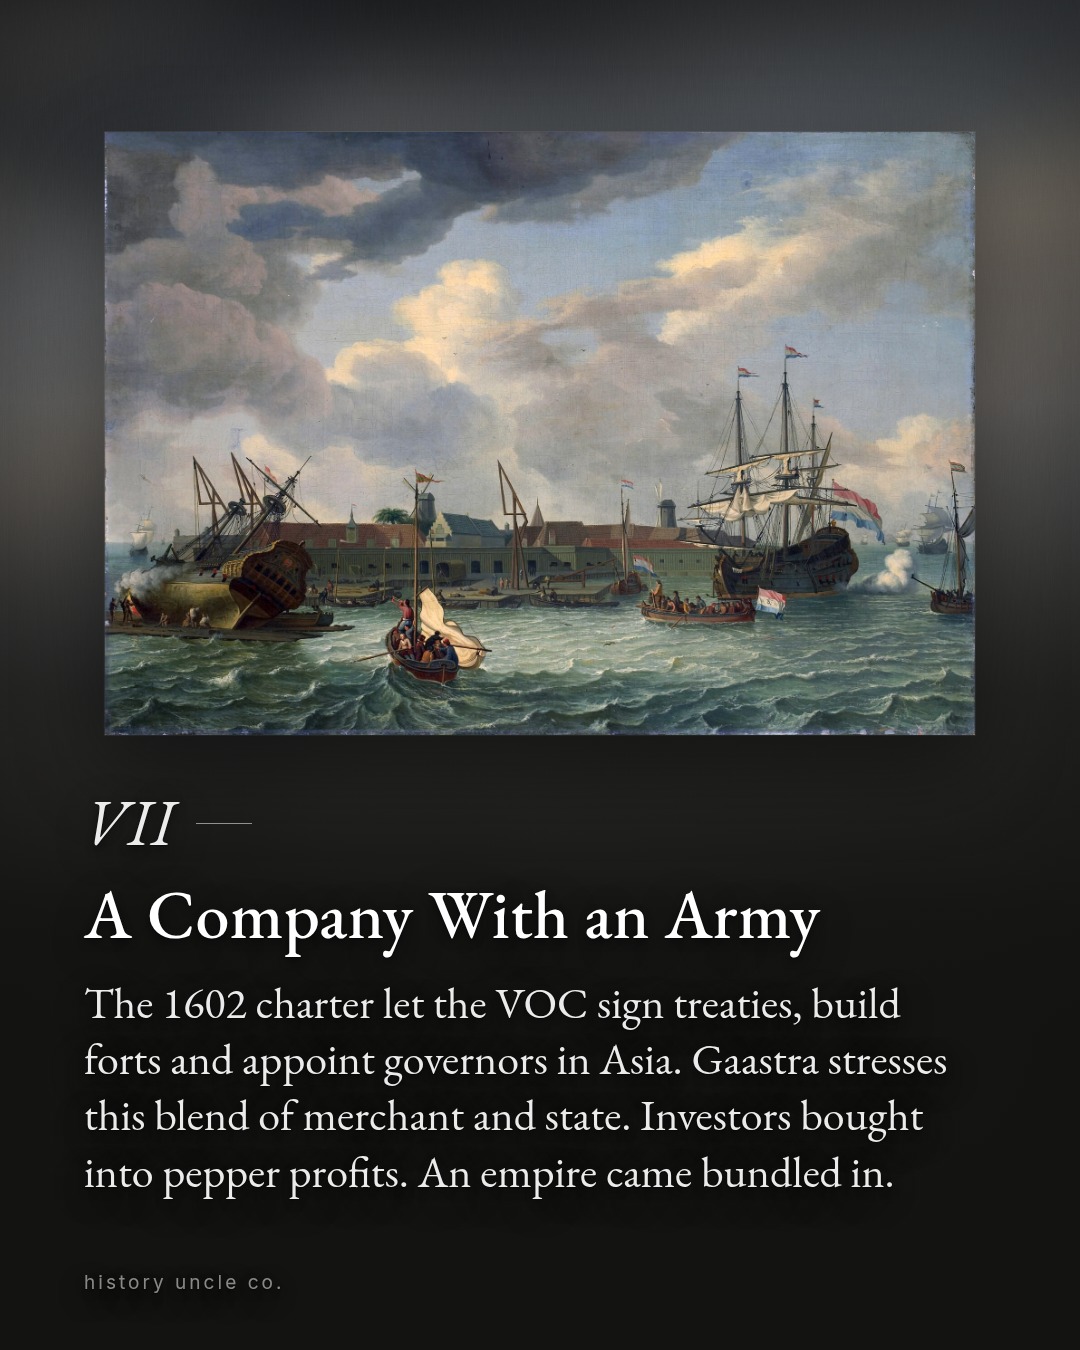 VII
A Company With an Army
The 1602 charter let the VOC sign treaties, build
forts and appoint governors in Asia. Gaastra stresses
this blend of merchant and state. Investors bought
into pepper profits. An empire came bundled in.
history uncle co.